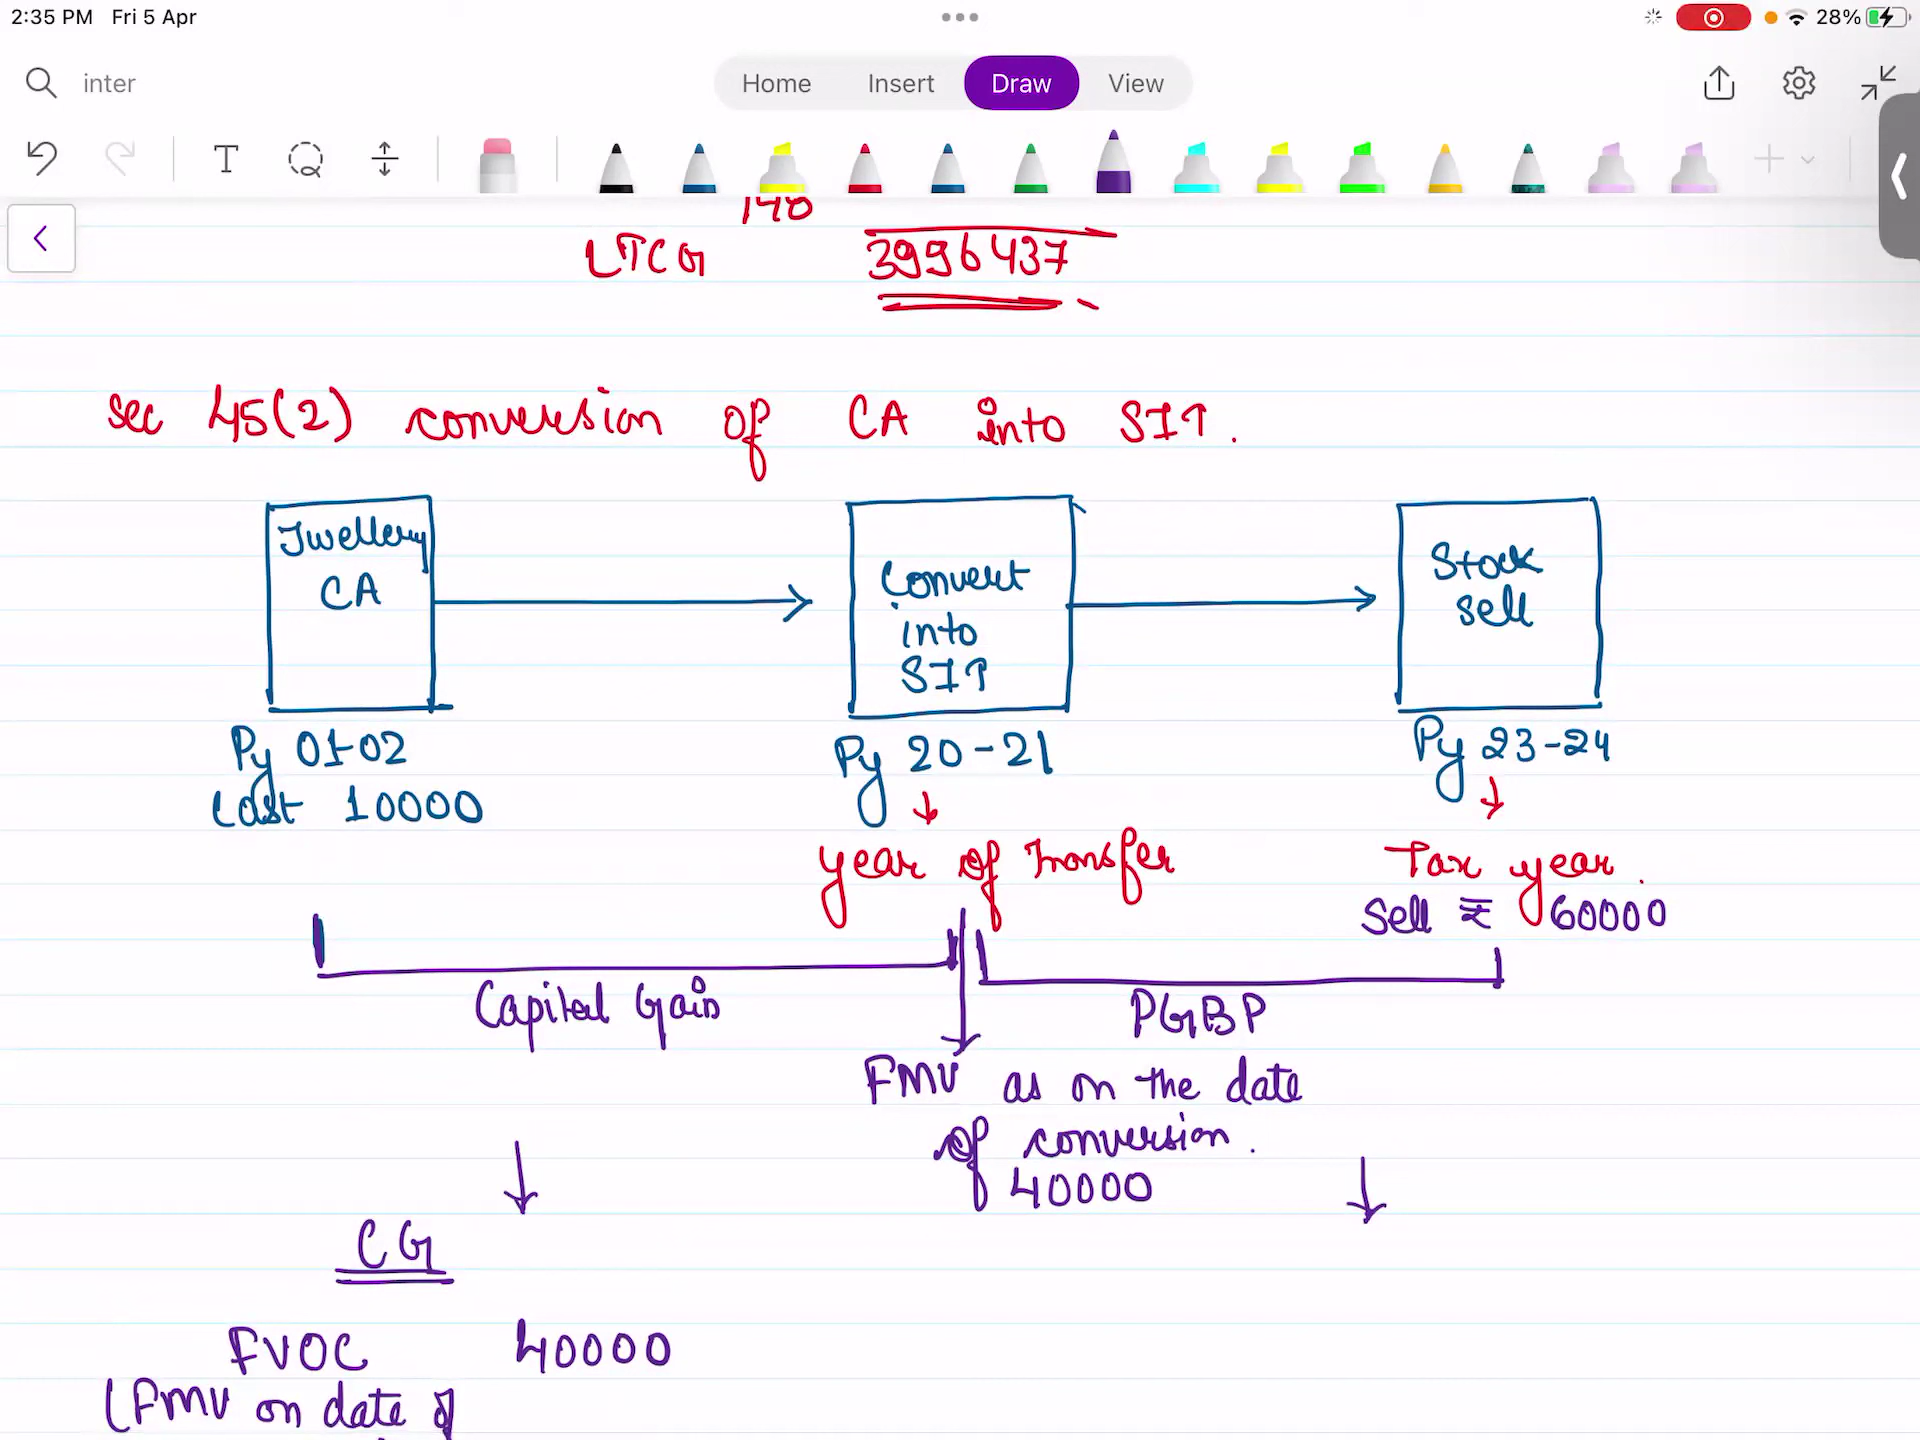 2:35 PM Fri 5 Apr
28%
inter
Home Insert Draw View
T
148
LTCG 3996437
Sec 45(2) conversion of CA into SIT.
Jwellery
CA
Convert
into
SIT
Stock
Sell
Py 01-02
Cost 10000
Py 20-21
Py 23-24
year of Transfer
Tax year.
Sell ₹ 60000
Capital Gain
PGBP
FMV as on the date
of conversion.
40000
CG
FVOC 40000
(FMV on date of